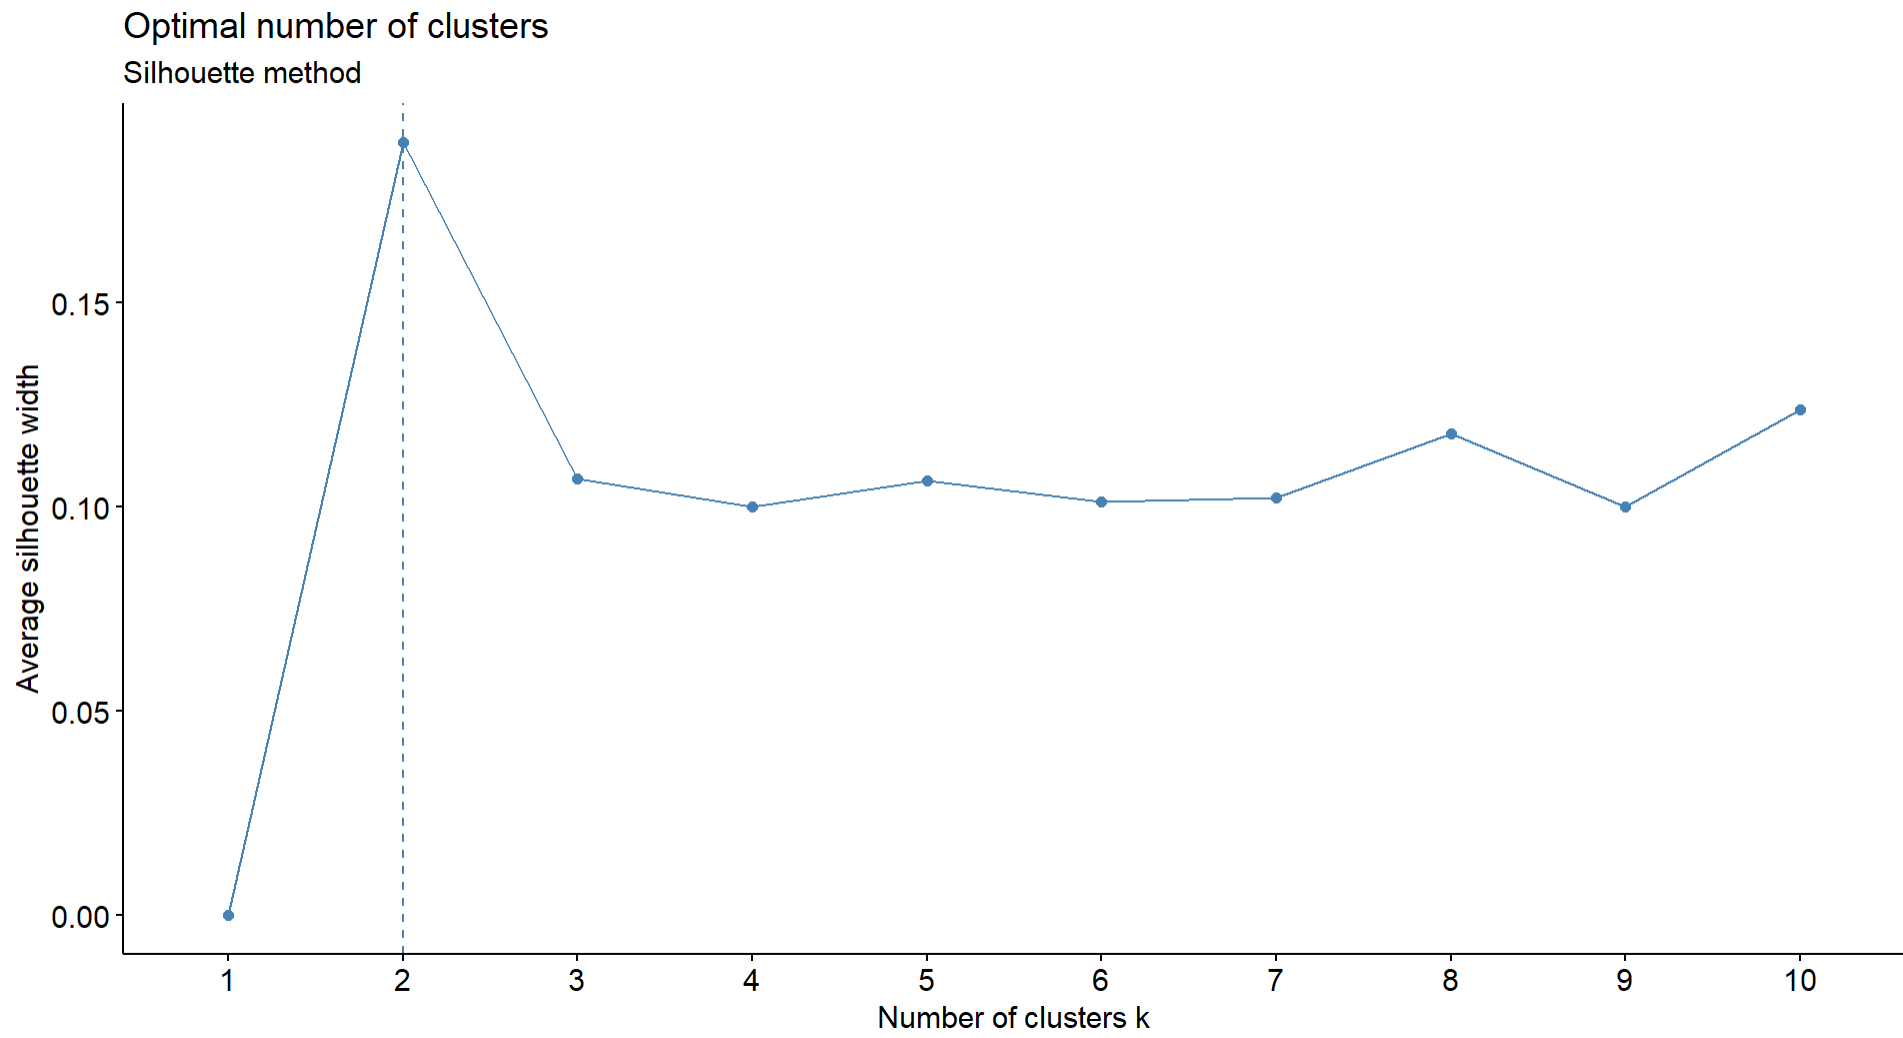 Optimal number of clusters
Silhouette method
Average silhouette width
0.15
0.10
0.05
0.00
1 2 3 4 5 6 7 8 9 10
Number of clusters k